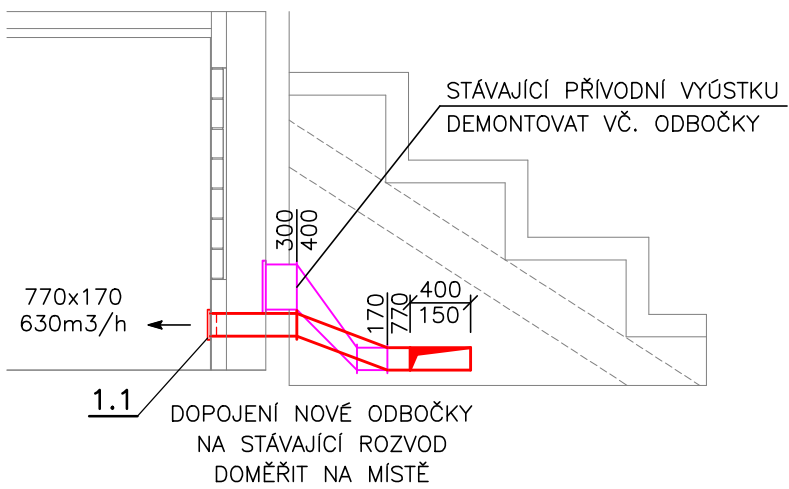 STÁVAJÍCÍ PŘÍVODNÍ VYÚSTKU
DEMONTOVAT VČ. ODBOČKY
300
400
770x170
630m3/h
170
770
400
150
1.1
DOPOJENÍ NOVÉ ODBOČKY
NA STÁVAJÍCÍ ROZVOD
DOMĚŘIT NA MÍSTĚ